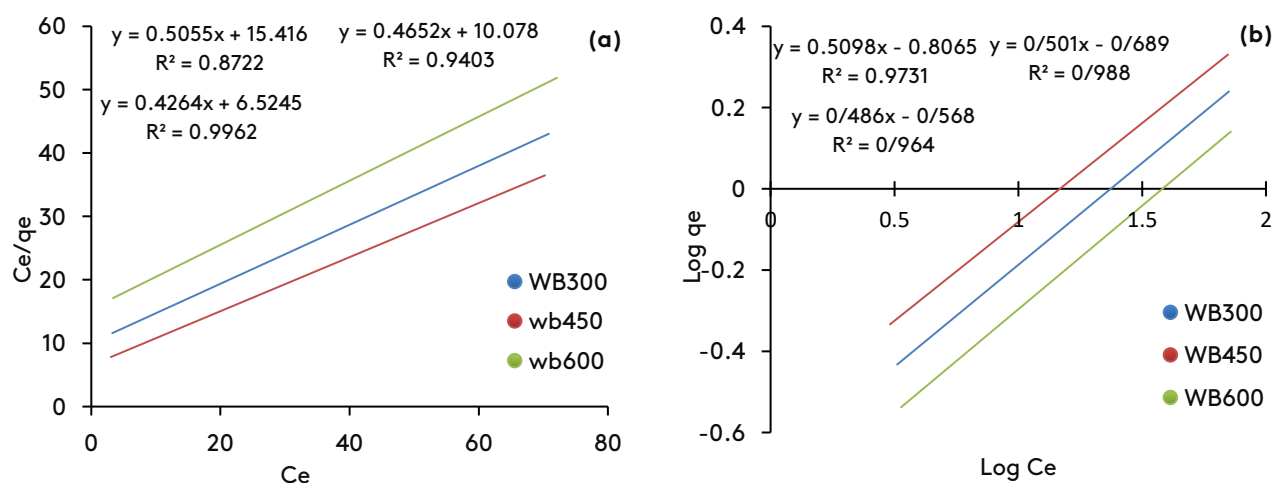 (a)
y = 0.5055x + 15.416
R² = 0.8722
y = 0.4652x + 10.078
R² = 0.9403
y = 0.4264x + 6.5245
R² = 0.9962
60
50
40
30
20
10
0
Ce/qe
0 20 40 60 80
Ce
WB300
wb450
wb600
(b)
y = 0.5098x - 0.8065
R² = 0.9731
y = 0/501x - 0/689
R² = 0/988
y = 0/486x - 0/568
R² = 0/964
0.4
0.2
0
-0.2
-0.4
-0.6
Log qe
0 0.5 1 1.5 2
Log Ce
WB300
WB450
WB600